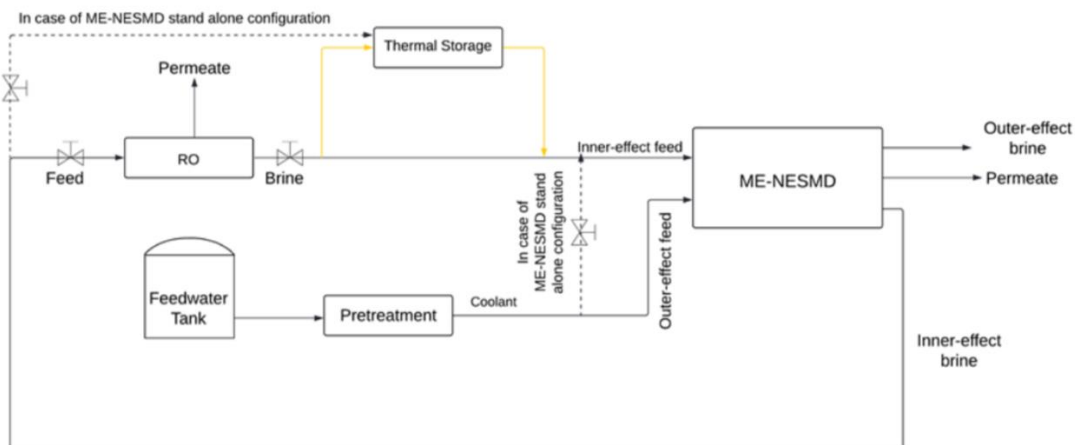 In case of ME-NESMD stand alone configuration
Thermal Storage
Permeate
RO
Feed
Brine
Inner-effect feed
ME-NESMD
Outer-effect
brine
Permeate
In case of
ME-NESMD stand
alone configuration
Outer-effect feed
Feedwater
Tank
Pretreatment
Coolant
Inner-effect
brine